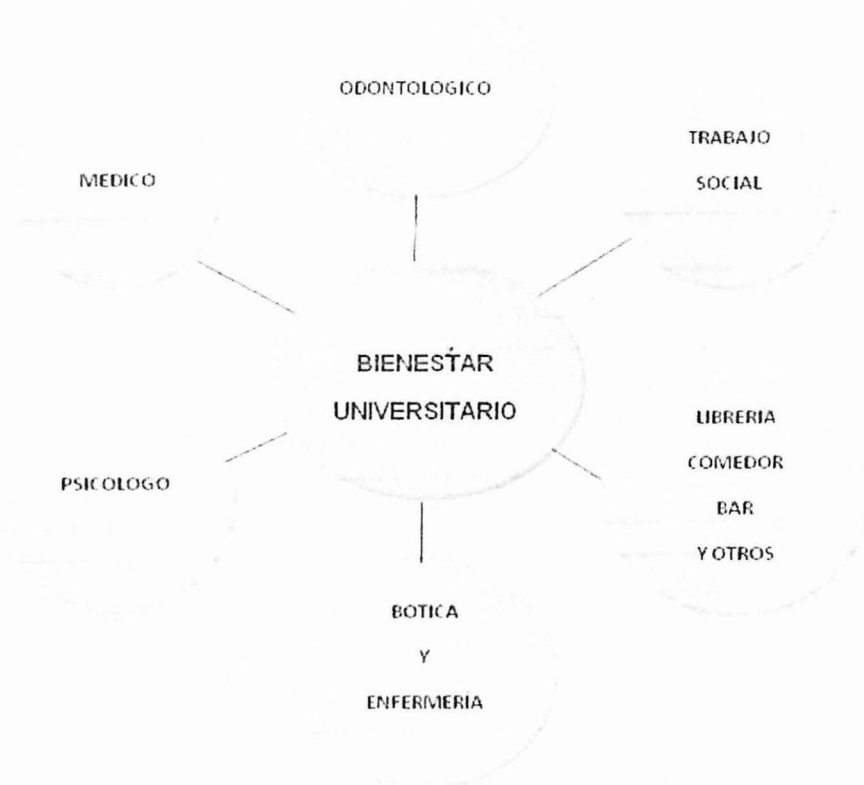 ODONTOLOGICO
TRABAJO
SOCIAL
MEDICO
BIENESTAR
UNIVERSITARIO
LIBRERIA
COMEDOR
BAR
Y OTROS
PSICOLOGO
BOTICA
Y
ENFERMERIA